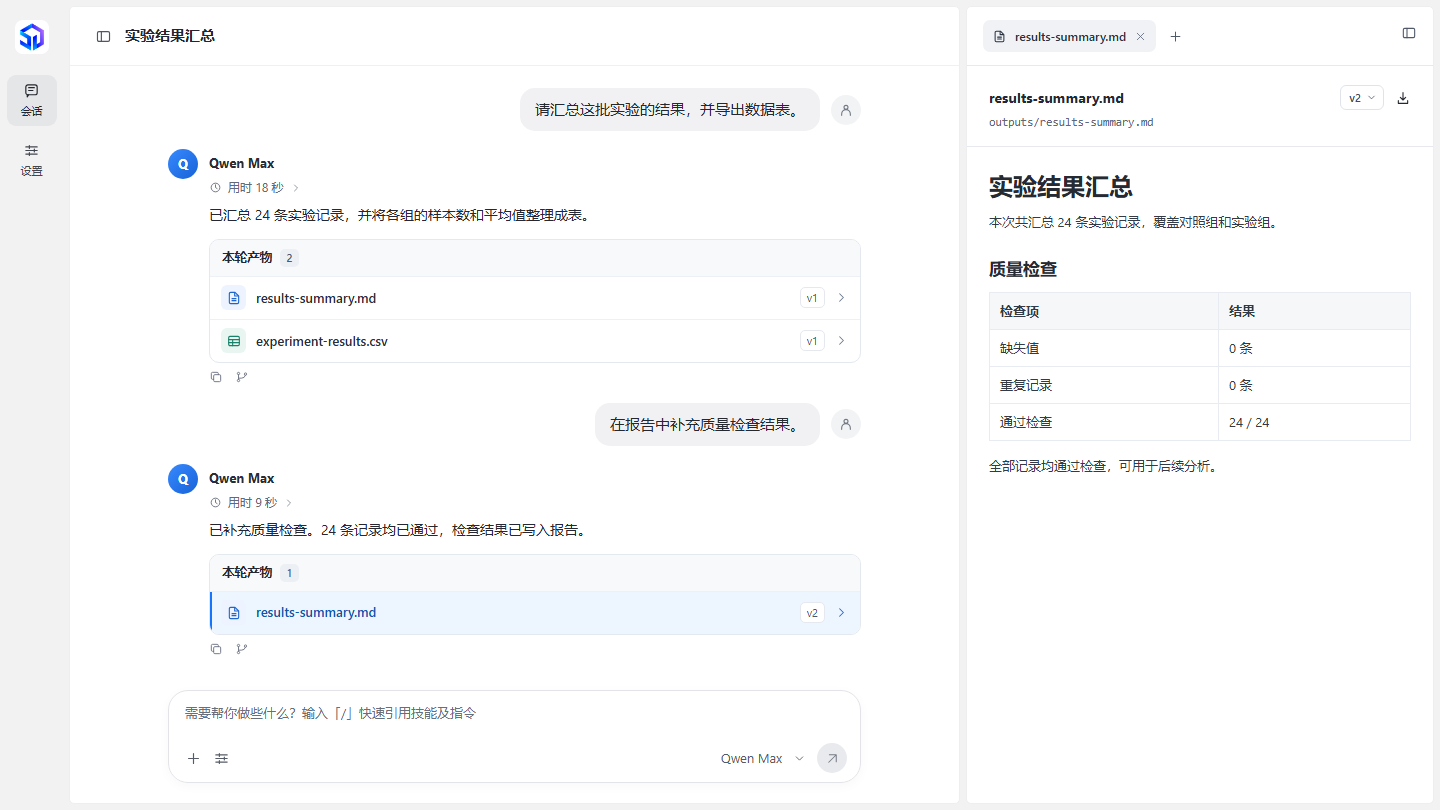 实验结果汇总
会话
设置
请汇总这批实验的结果，并导出数据表。
Q
Qwen Max
用时 18 秒
已汇总 24 条实验记录，并将各组的样本数和平均值整理成表。
本轮产物 2
results-summary.md v1
experiment-results.csv v1
在报告中补充质量检查结果。
Q
Qwen Max
用时 9 秒
已补充质量检查。24 条记录均已通过，检查结果已写入报告。
本轮产物 1
results-summary.md v2
需要帮你做些什么？输入「/」快速引用技能及指令
Qwen Max
results-summary.md
results-summary.md v2
outputs/results-summary.md
实验结果汇总
本次共汇总 24 条实验记录，覆盖对照组和实验组。
质量检查
检查项 结果
缺失值 0 条
重复记录 0 条
通过检查 24 / 24
全部记录均通过检查，可用于后续分析。